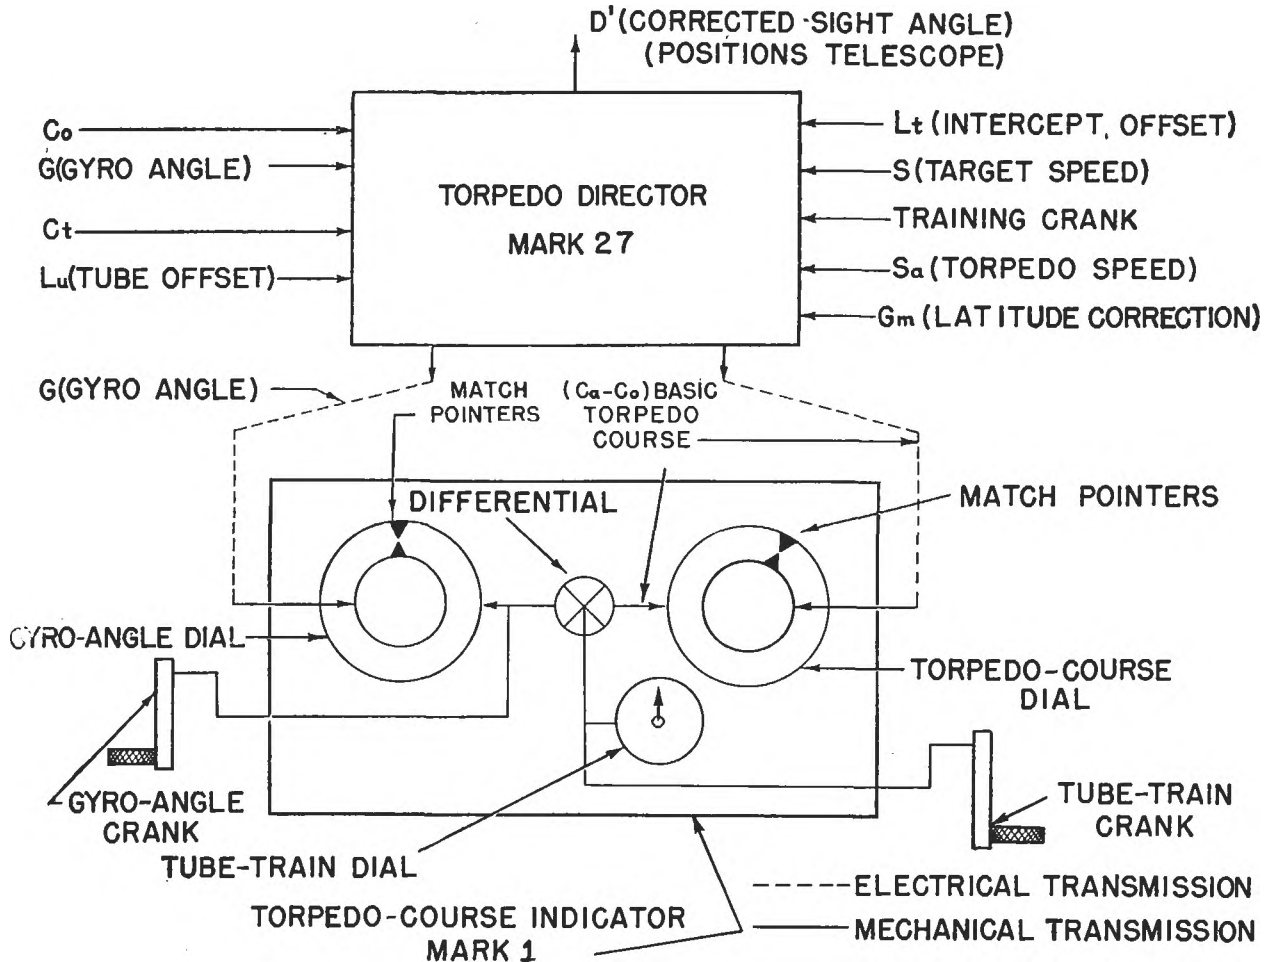 D'(CORRECTED-SIGHT ANGLE)
(POSITIONS TELESCOPE)
Co
G(GYRO ANGLE)
Ct
Lu(TUBE OFFSET)
TORPEDO DIRECTOR
MARK 27
Lt (INTERCEPT, OFFSET)
S(TARGET SPEED)
TRAINING CRANK
Sa(TORPEDO SPEED)
Gm(LATITUDE CORRECTION)
G(GYRO ANGLE)
MATCH
POINTERS
(Ca-Co)BASIC
TORPEDO
COURSE
DIFFERENTIAL
MATCH POINTERS
GYRO-ANGLE DIAL
TORPEDO-COURSE
DIAL
GYRO-ANGLE
CRANK
TUBE-TRAIN
CRANK
TUBE-TRAIN DIAL
TORPEDO-COURSE INDICATOR
MARK 1
ELECTRICAL TRANSMISSION
MECHANICAL TRANSMISSION